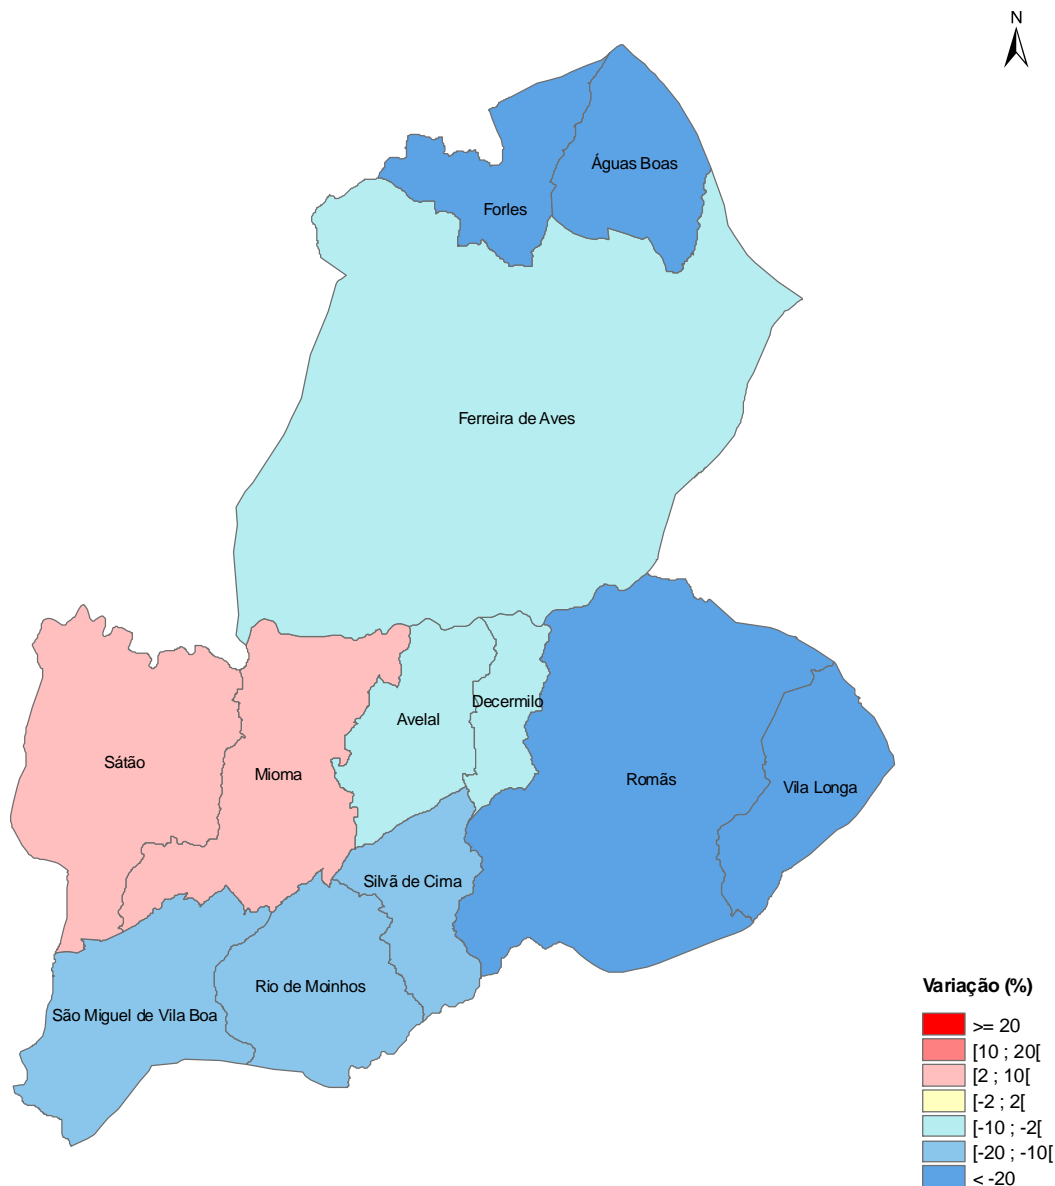 N
Águas Boas
Forles
Ferreira de Aves
Decermilo
Avelal
Sátão
Mioma
Romãs
Vila Longa
Silvã de Cima
Rio de Moinhos
São Miguel de Vila Boa
Variação (%)
>= 20
[10 ; 20[
[2 ; 10[
[-2 ; 2[
[-10 ; -2[
[-20 ; -10[
< -20